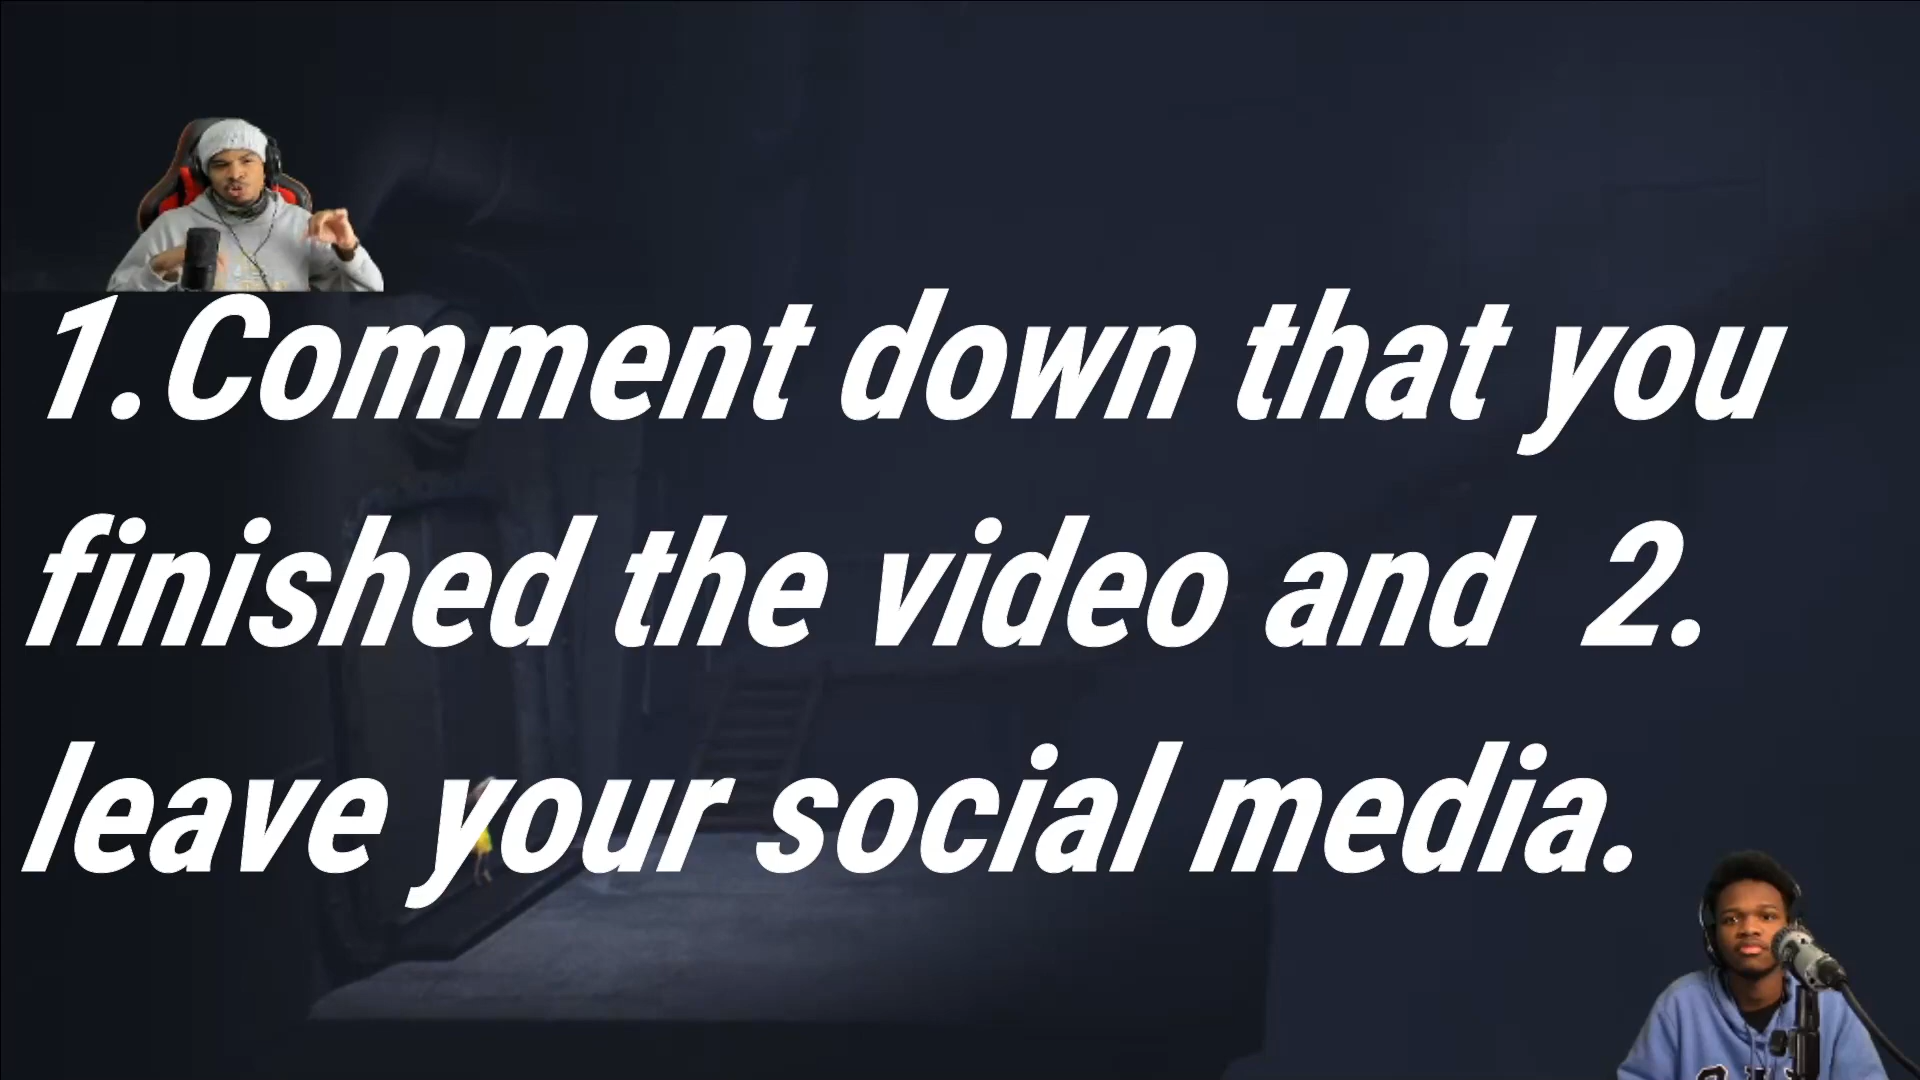 1.Comment down that you
finished the video and 2.
leave your social media.